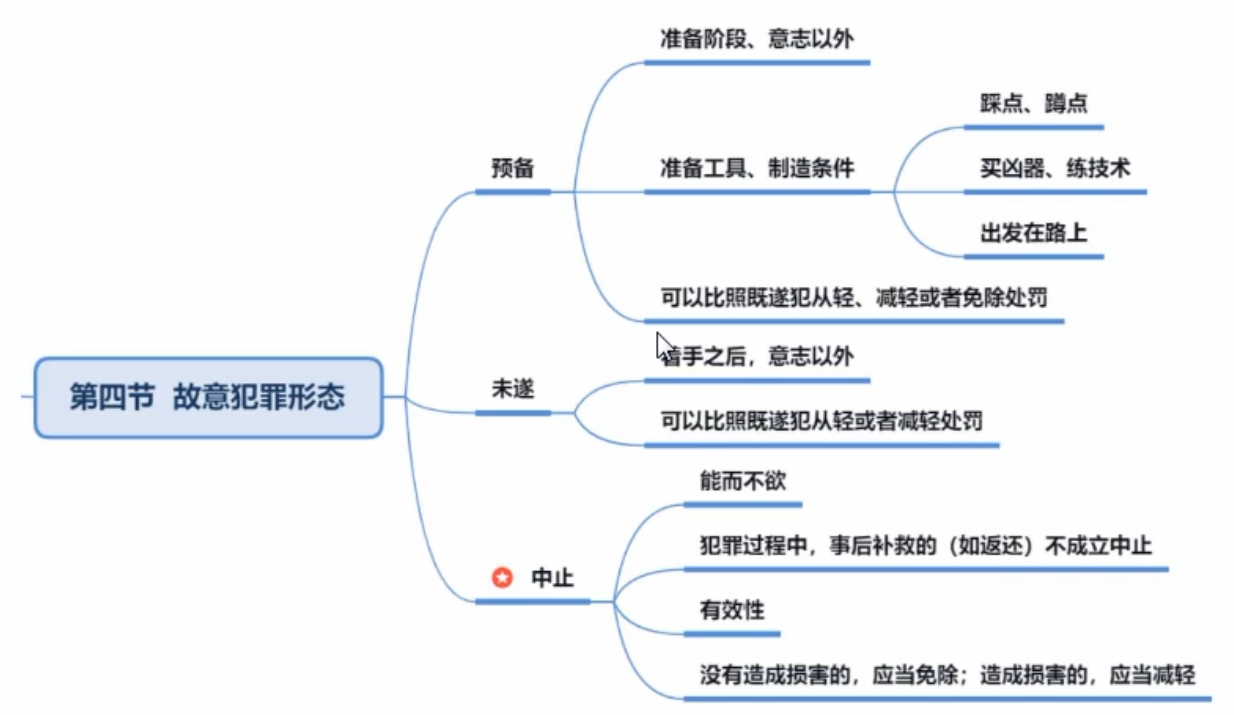 第四节 故意犯罪形态
预备
准备阶段、意志以外
准备工具、制造条件
踩点、蹲点
买凶器、练技术
出发在路上
可以比照既遂犯从轻、减轻或者免除处罚
未遂
着手之后，意志以外
可以比照既遂犯从轻或者减轻处罚
中止
能而不欲
犯罪过程中，事后补救的（如返还）不成立中止
有效性
没有造成损害的，应当免除；造成损害的，应当减轻